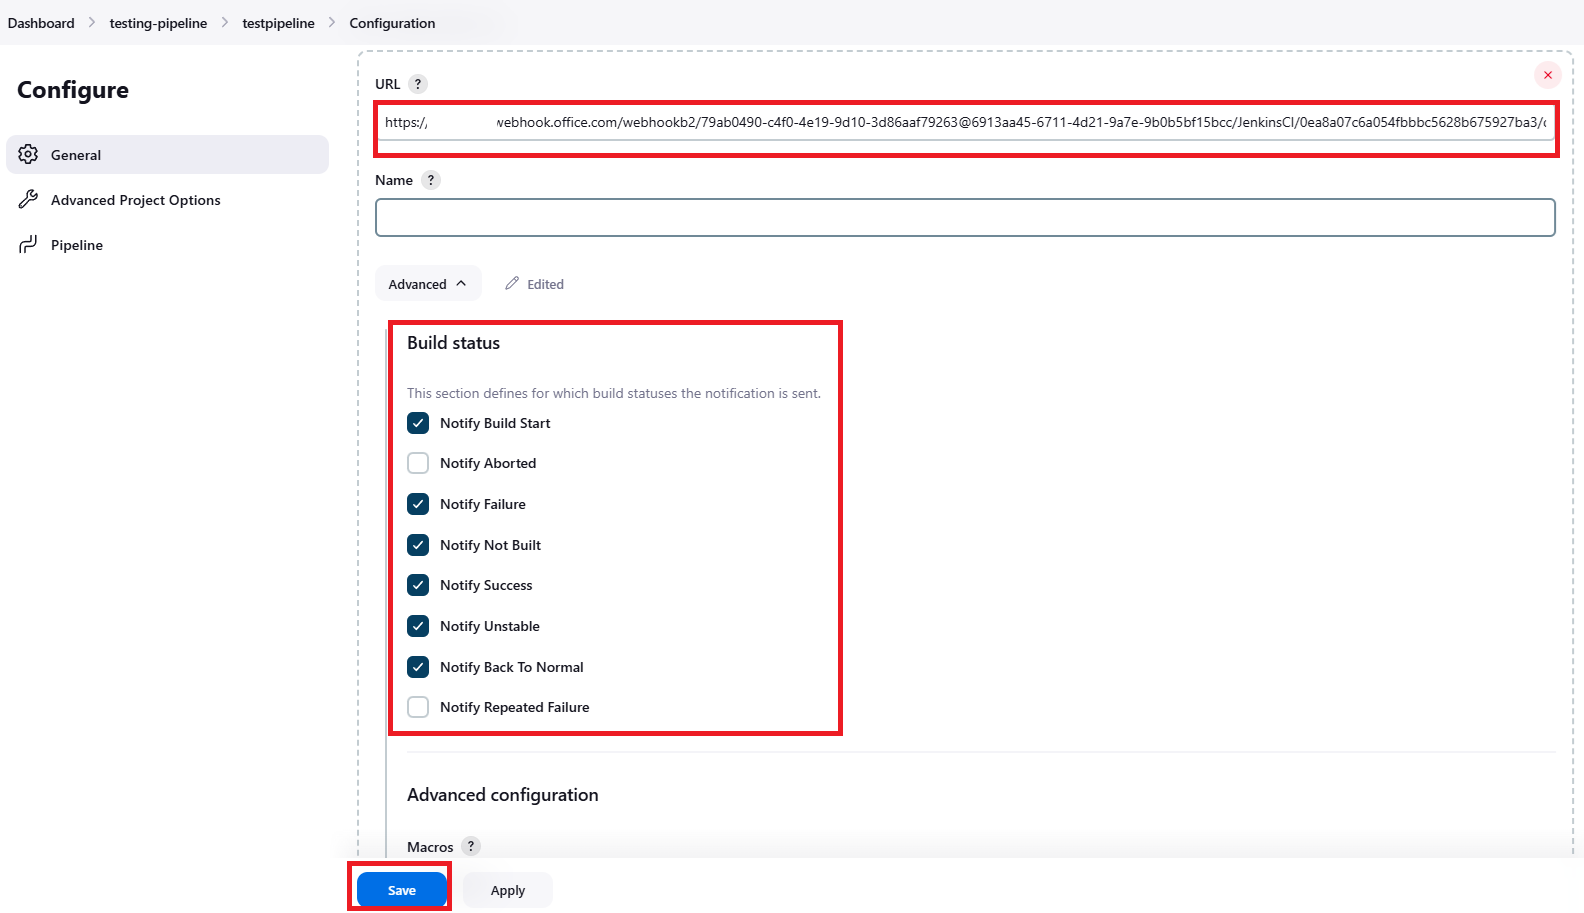 Dashboard > testing-pipeline > testpipeline > Configuration
Configure
General
Advanced Project Options
Pipeline
URL ?
https:// webhook.office.com/webhookb2/79ab0490-c4f0-4e19-9d10-3d86aaf79263@6913aa45-6711-4d21-9a7e-9b0b5bf15bcc/JenkinsCI/0ea8a07c6a054fbbbc5628b675927ba3/
Name ?
Advanced Edited
Build status
This section defines for which build statuses the notification is sent.
Notify Build Start
Notify Aborted
Notify Failure
Notify Not Built
Notify Success
Notify Unstable
Notify Back To Normal
Notify Repeated Failure
Advanced configuration
Macros ?
Save Apply